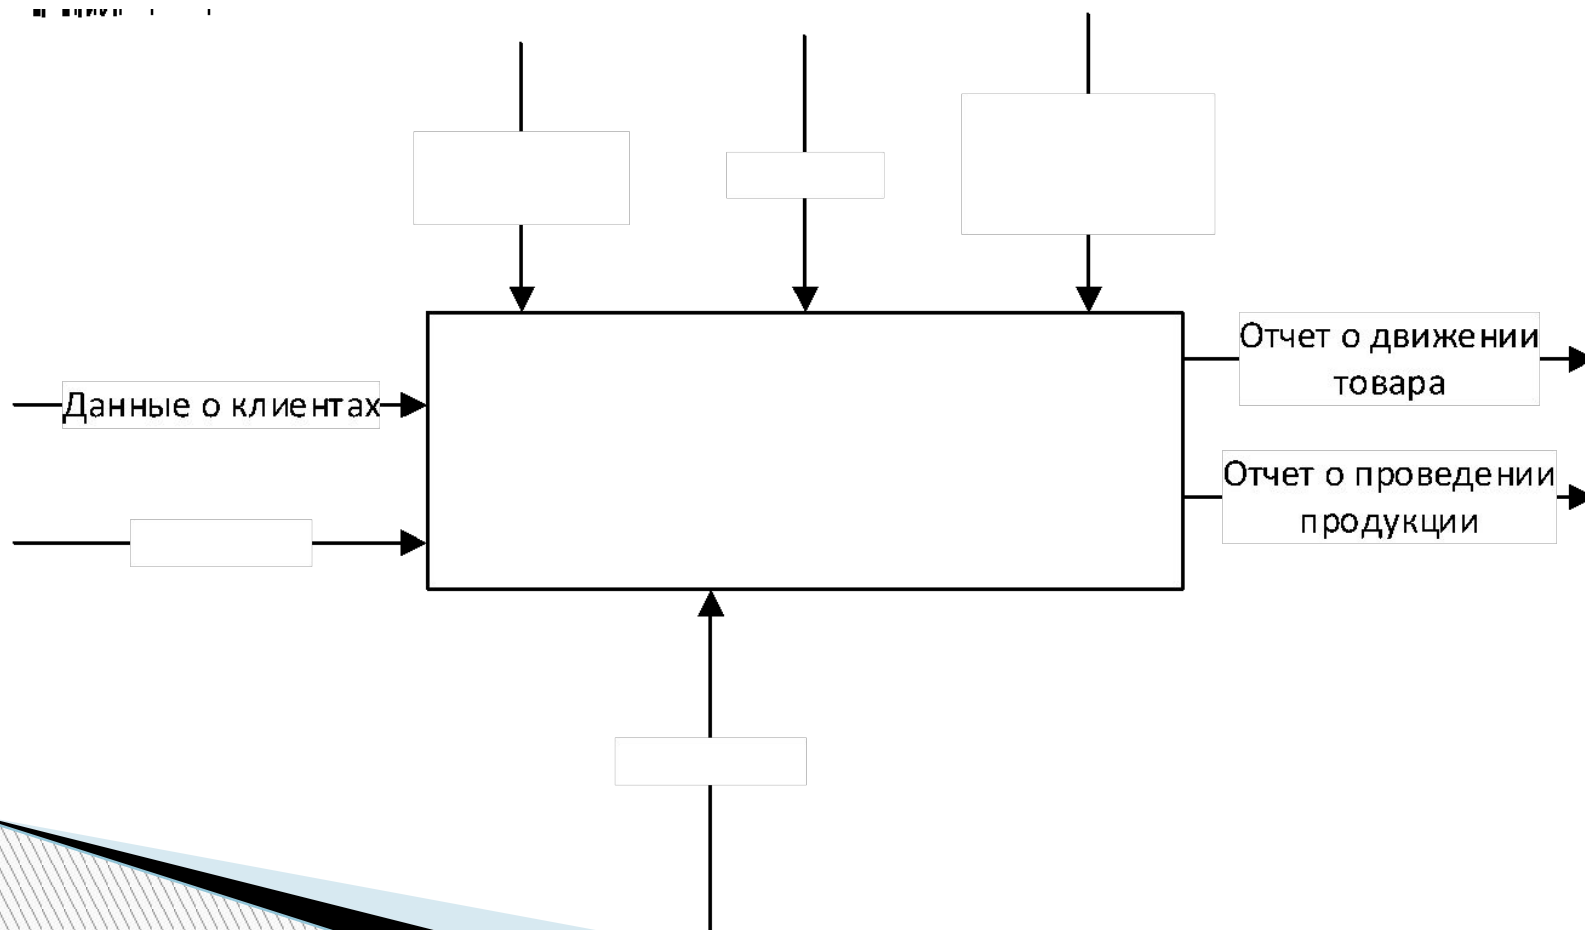 Отчет о движении
товара
Данные о клиентах
Отчет о проведении
продукции